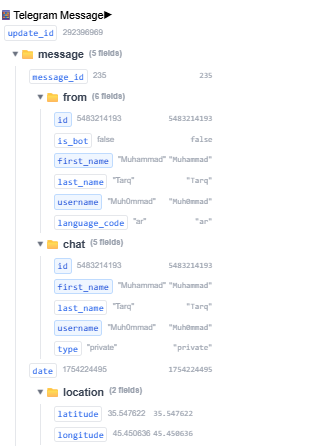 Telegram Message▶
update_id 292396969
▼ message (5 fields)
message_id 235 235
▼ from (6 fields)
id 5483214193 5483214193
is_bot false false
first_name "Muhammad" "Muhammad"
last_name "Tarq" "Tarq"
username "Muh0mmad" "Muh0mmad"
language_code "ar" "ar"
▼ chat (5 fields)
id 5483214193 5483214193
first_name "Muhammad" "Muhammad"
last_name "Tarq" "Tarq"
username "Muh0mmad" "Muh0mmad"
type "private" "private"
date 1754224495 1754224495
▼ location (2 fields)
latitude 35.547622 35.547622
longitude 45.450636 45.450636